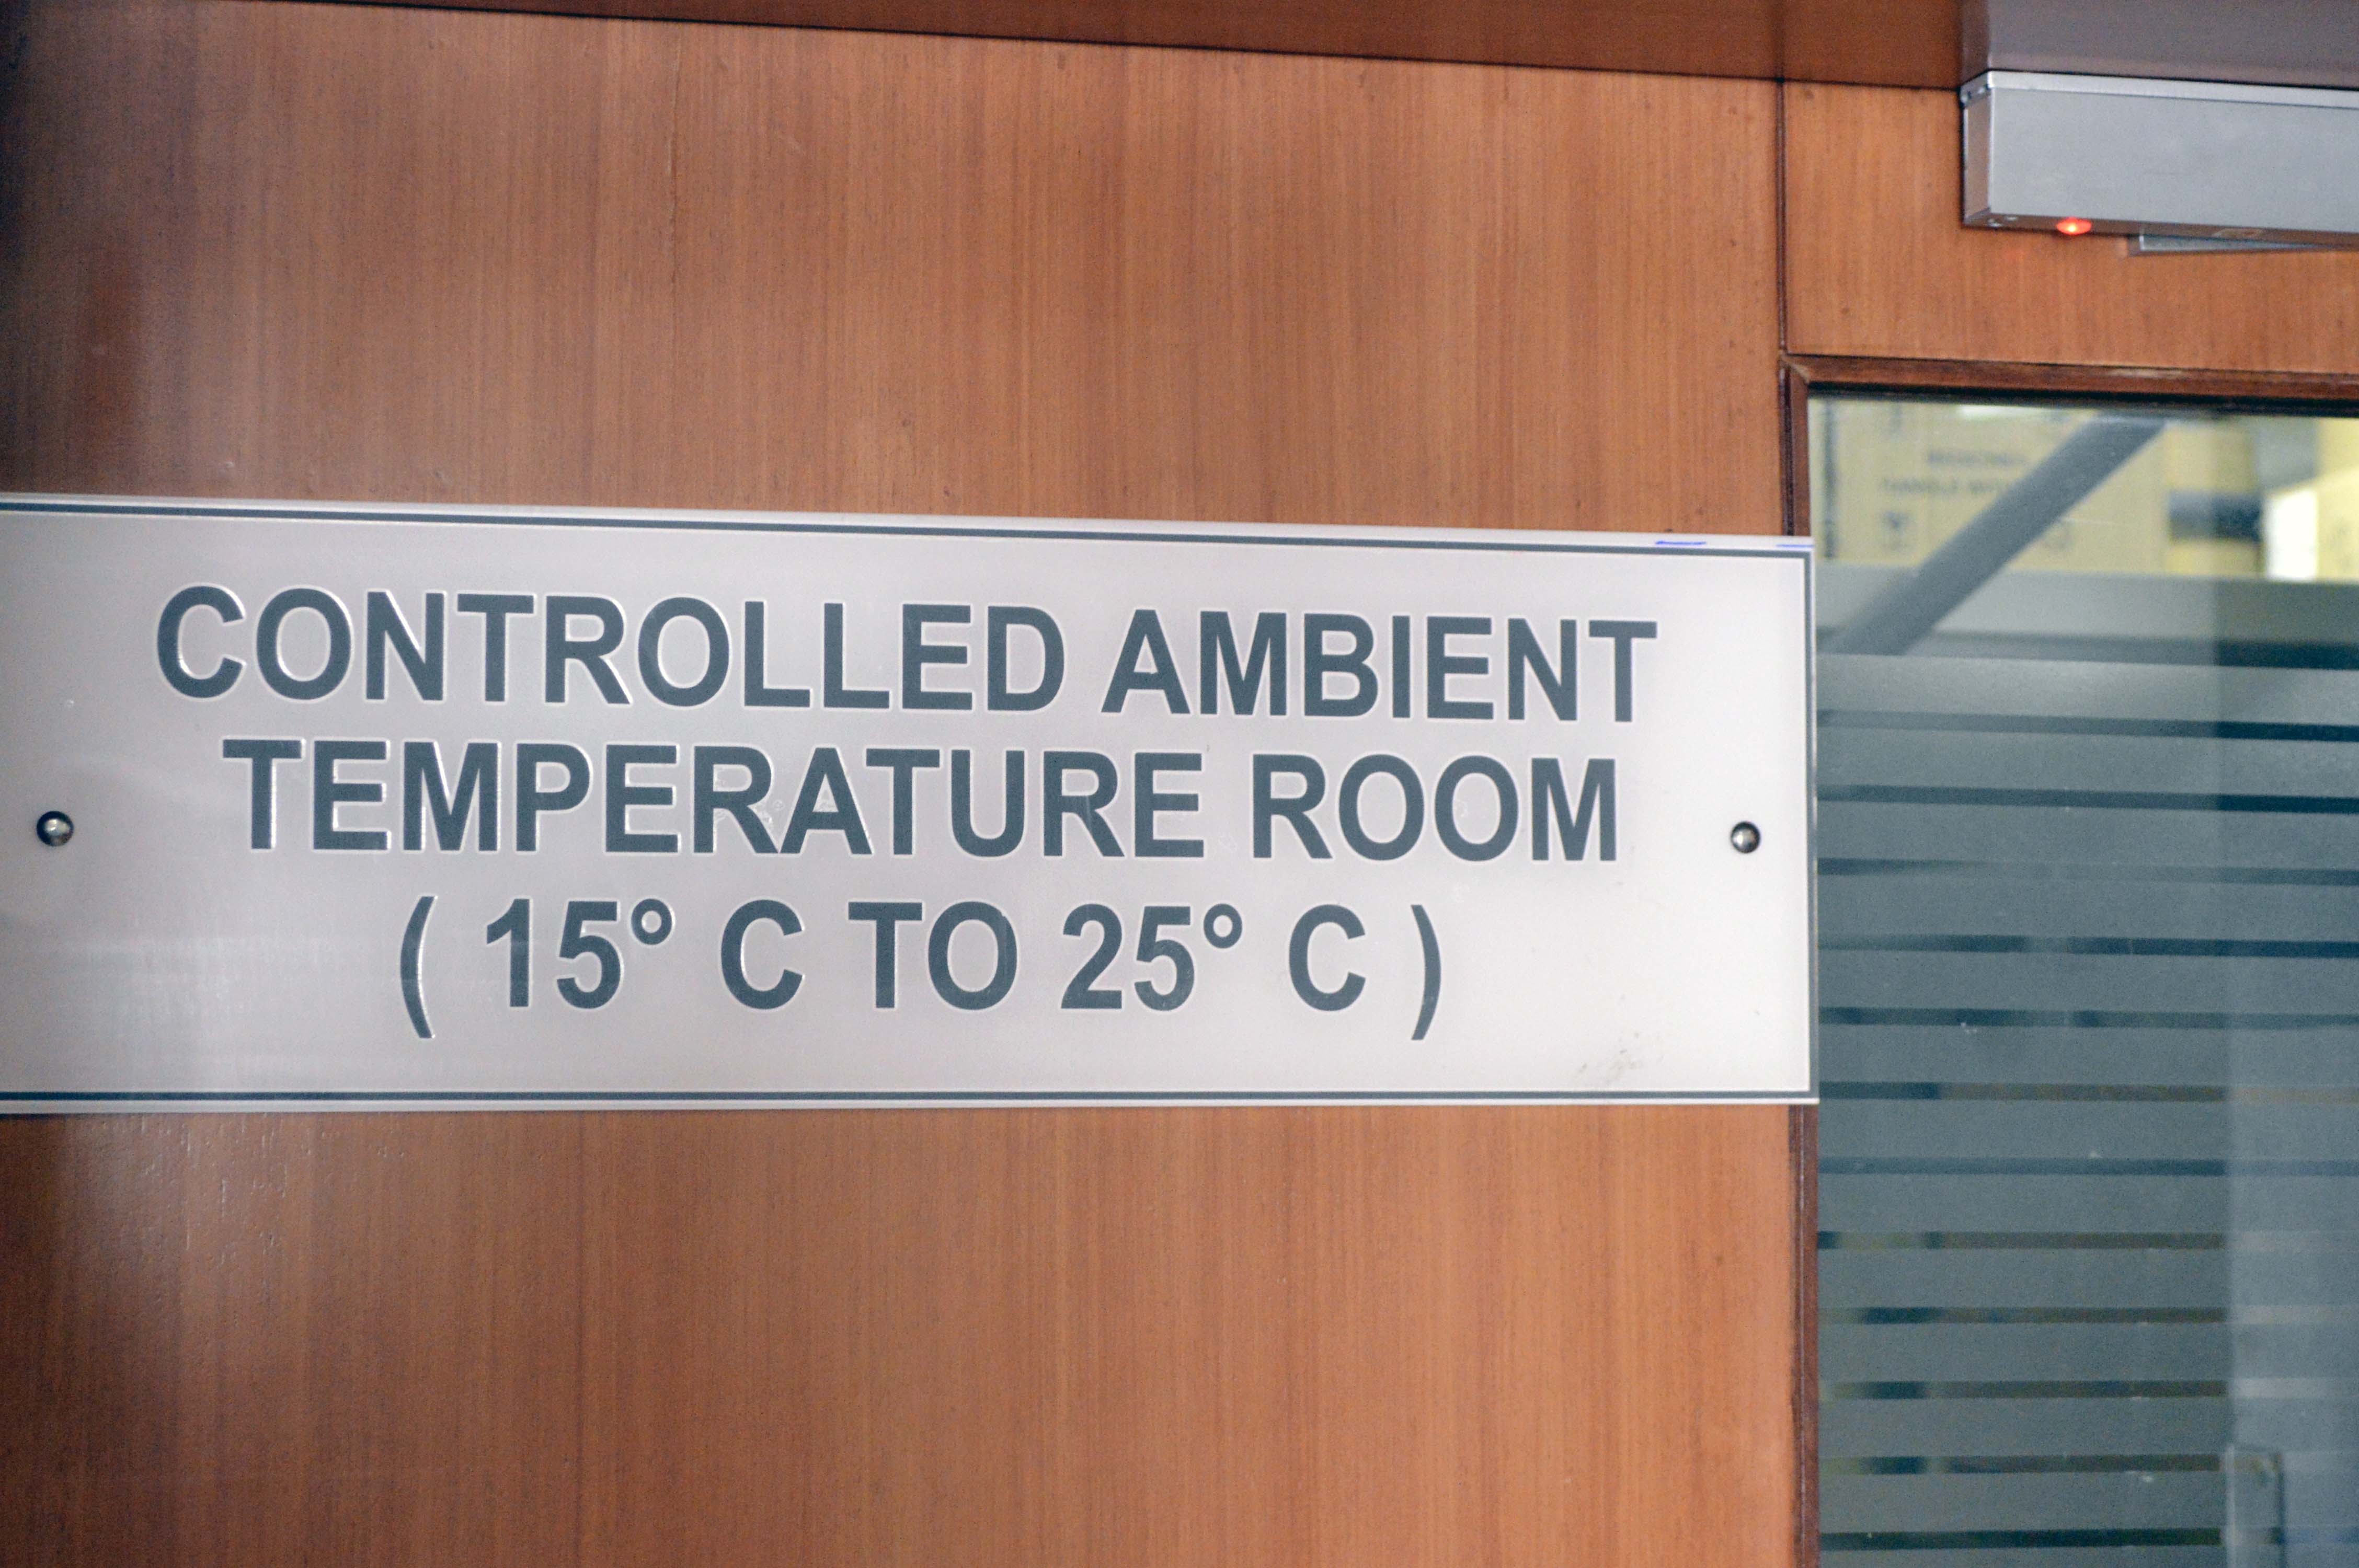 CONTROLLED AMBIENT
TEMPERATURE ROOM
( 15° C TO 25° C )